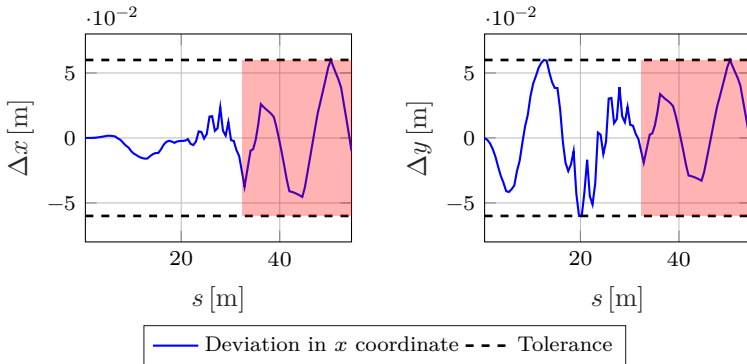 ·10−2 ·10−2
5 5
0 0
−5 −5
Δx [m] Δy [m]
20 40 20 40
s [m] s [m]
Deviation in x coordinate Tolerance